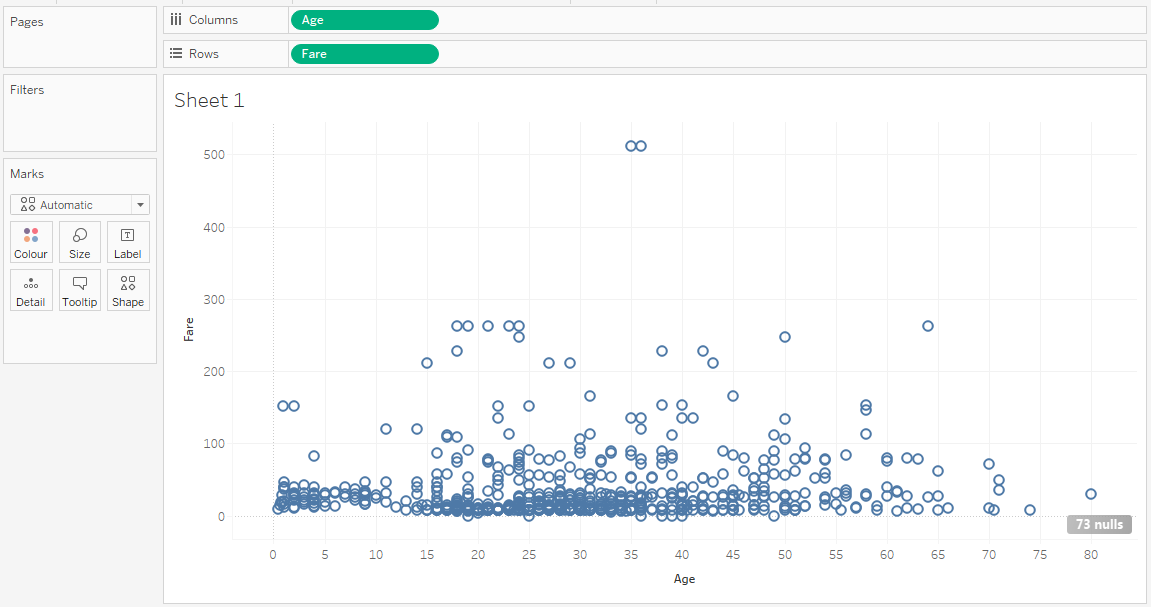 Pages
Columns
Age
Rows
Fare
Filters
Marks
Automatic
Colour
Size
Label
Detail
Tooltip
Shape
Sheet 1
500
400
300
200
100
0
Fare
73 nulls
0 5 10 15 20 25 30 35 40 45 50 55 60 65 70 75 80
Age